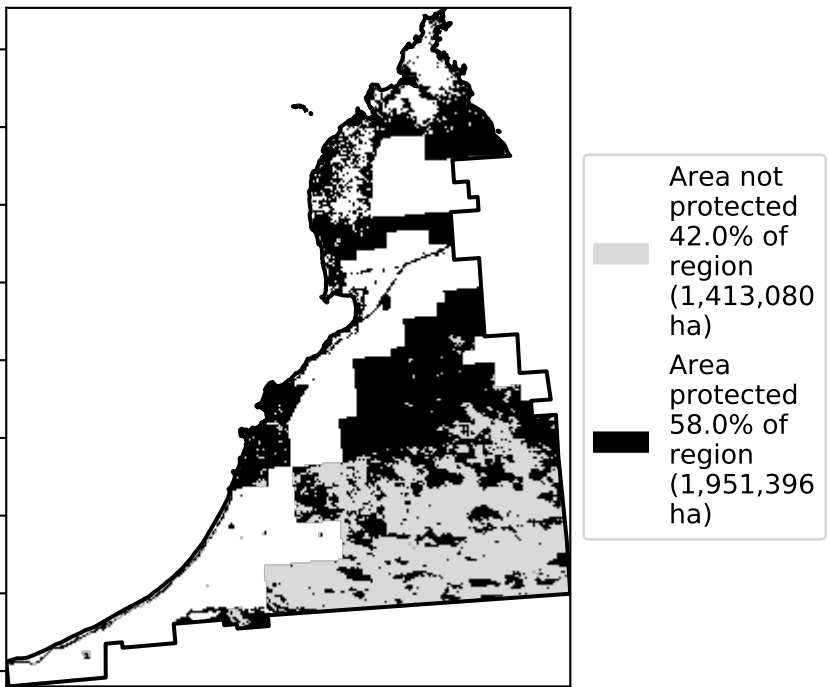 Area not
protected
42.0% of
region
(1,413,080
ha)
Area
protected
58.0% of
region
(1,951,396
ha)